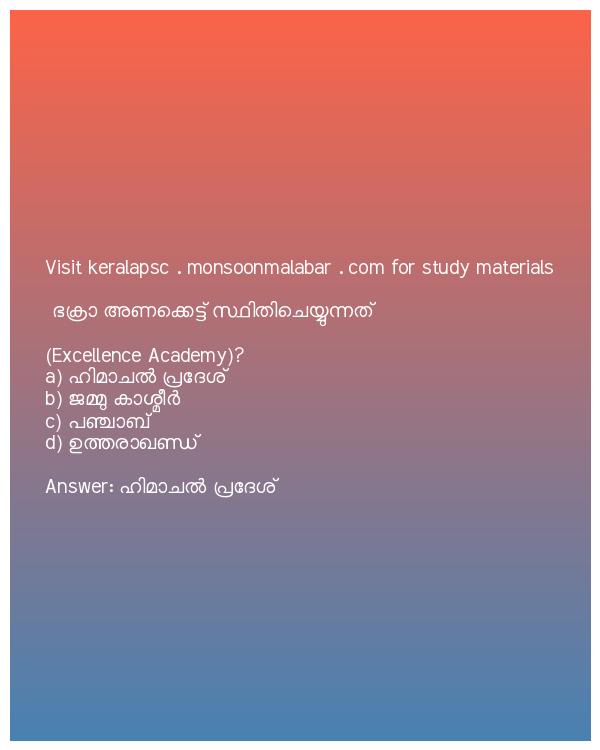 Visit keralapsc . monsoonmalabar . com for study materials
ഭക്രാ അണക്കെട്ട് സ്ഥിതിചെയ്യുന്നത്
(Excellence Academy)?
a) ഹിമാചൽ പ്രദേശ്
b) ജമ്മു കാശ്മീർ
c) പഞ്ചാബ്
d) ഉത്തരാഖണ്ഡ്
Answer: ഹിമാചൽ പ്രദേശ്